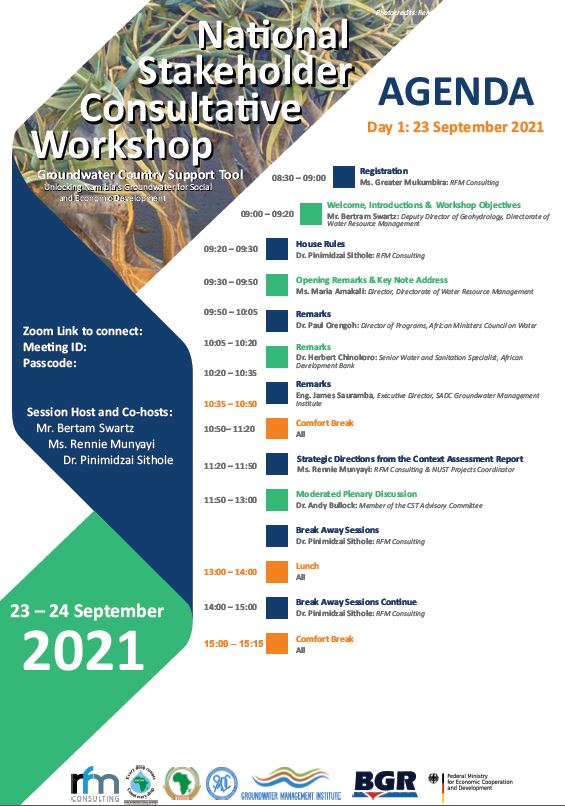 Photocredits: Ren
National
Stakeholder
Consultative
Workshop
Groundwater Country Support Tool
Unlocking Namibia's Groundwater for Social
and Economic Development
AGENDA
Day 1: 23 September 2021
08:30 – 09:00
Registration
Ms. Greater Mukumbira: RFM Consulting
09:00 – 09:20
Welcome, Introductions & Workshop Objectives
Mr. Bertram Swartz: Deputy Director of Geohydrology, Directorate of
Water Resource Management
09:20 – 09:30
House Rules
Dr. Pinimidzai Sithole: RFM Consulting
09:30 – 09:50
Opening Remarks & Key Note Address
Ms. Maria Amakali: Director, Directorate of Water Resource Management
09:50 – 10:05
Remarks
Dr. Paul Orengoh: Director of Programs, African Ministers Council on Water
10:05 – 10:20
Remarks
Dr. Herbert Chinokoro: Senior Water and Sanitation Specialist, African
Development Bank
10:20 – 10:35
Remarks
Eng. James Sauramba, Executive Director, SADC Groundwater Management
Institute
10:35 – 10:50
10:50– 11:20
Comfort Break
All
11:20 – 11:50
Strategic Directions from the Context Assessment Report
Ms. Rennie Munyayi: RFM Consulting & NUST Projects Coordinator
11:50 – 13:00
Moderated Plenary Discussion
Dr. Andy Bullock: Member of the CST Advisory Committee
Break Away Sessions
Dr. Pinimidzai Sithole: RFM Consulting
13:00 – 14:00
Lunch
All
14:00 – 15:00
Break Away Sessions Continue
Dr. Pinimidzai Sithole: RFM Consulting
15:00 – 15:15
Comfort Break
All
Zoom Link to connect:
Meeting ID:
Passcode:
Session Host and Co-hosts:
Mr. Bertam Swartz
Ms. Rennie Munyayi
Dr. Pinimidzai Sithole
23 – 24 September
2021
rfm
CONSULTING
GROUNDWATER MANAGEMENT INSTITUTE
BGR
Federal Ministry
for Economic Cooperation
and Development